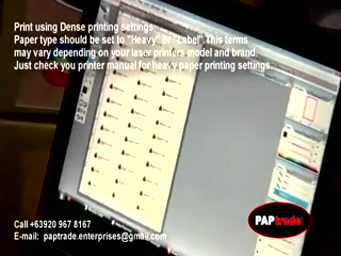 Print using Dense printing settings
Paper type should be set to "Heavy" or "Label".This terms
may vary depending on your laser printers model and brand.
Just check you printer manual for heavy paper printing settings.
PAPtrade
Call +63920 967 8167
E-mail: paptrade.enterprises@gmail.com